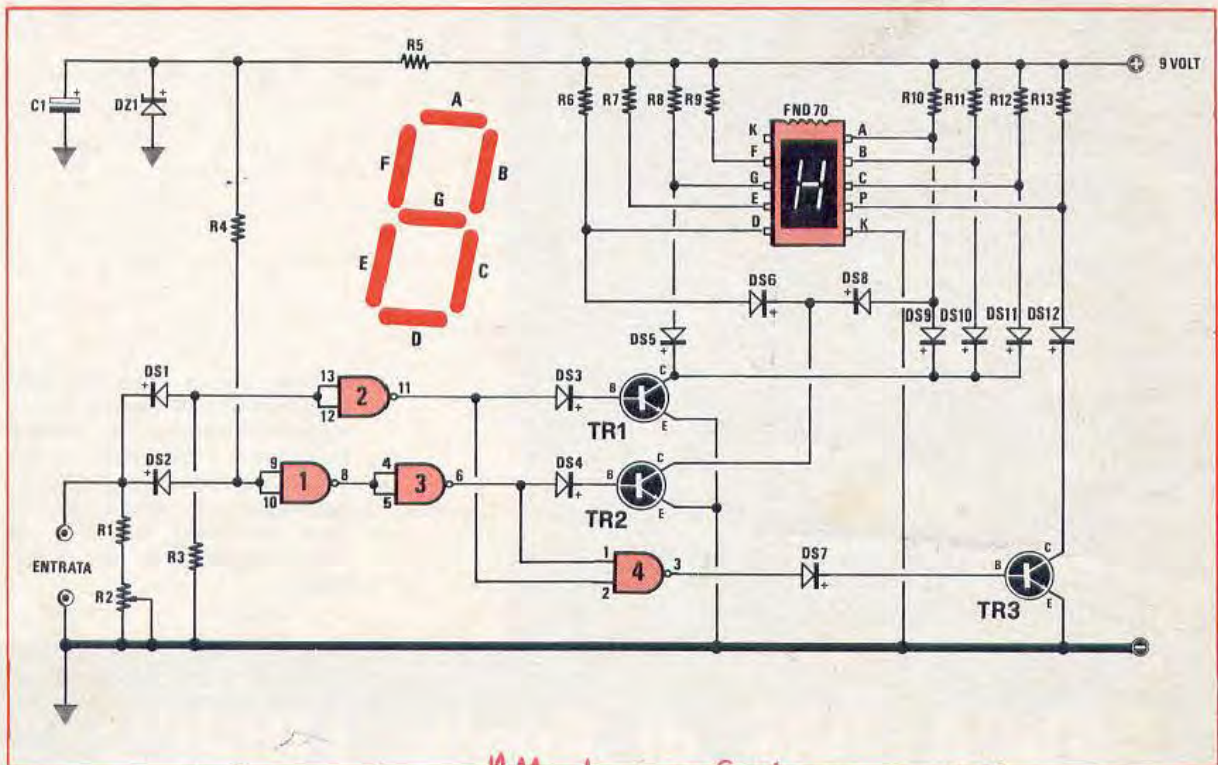 R5
9 VOLT
C1 + DZ1 + R6 R7 R8 R9 R10 R11 R12 R13
FND 70
A
K A
F B
F B G C
G E P
R4 D K
E C
DS6 + + DS8
D
DS5 + DS9 + DS10 + DS11 + DS12 +
DS1 + 13 12 2 11 DS3 + B C E
TR1
DS2 + 9 10 1 8 4 5 3 6 DS4 + B C E
TR2
R1
ENTRATA R3
R2
1 2 4 3 DS7 + B C E
TR3
+
−